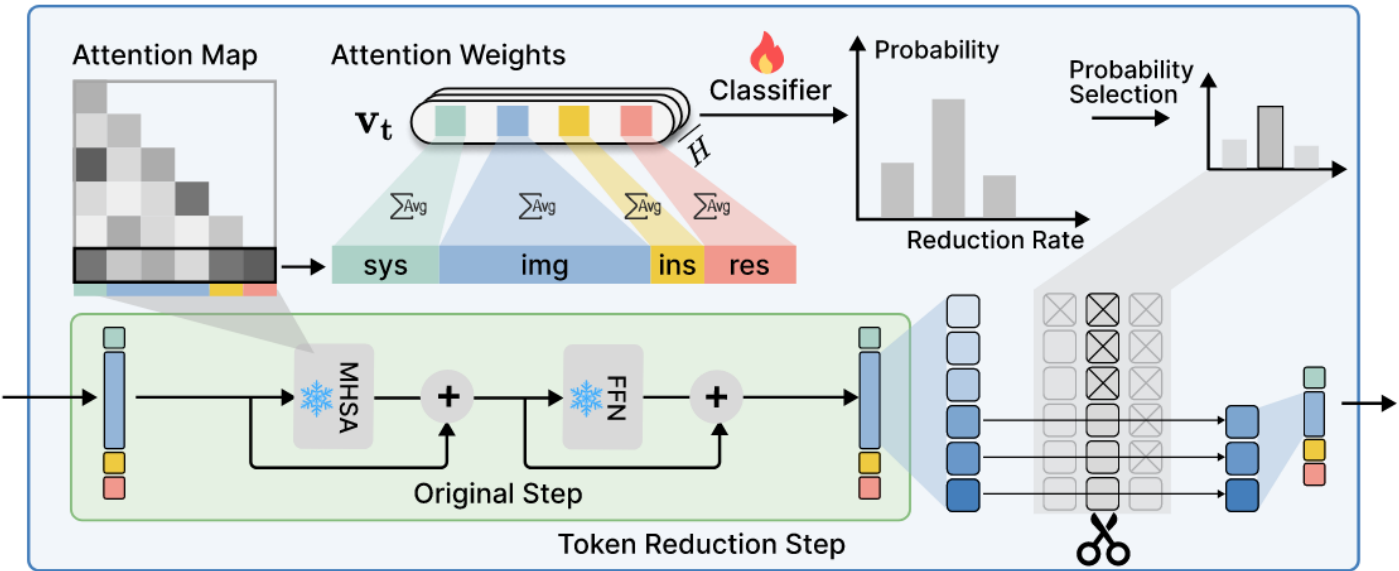 Attention Map
Attention Weights
Classifier
Probability
Probability
Selection
vt
H
∑Avg
∑Avg
∑Avg
∑Avg
Reduction Rate
sys
img
ins
res
MHSA
+
FFN
+
Original Step
Token Reduction Step